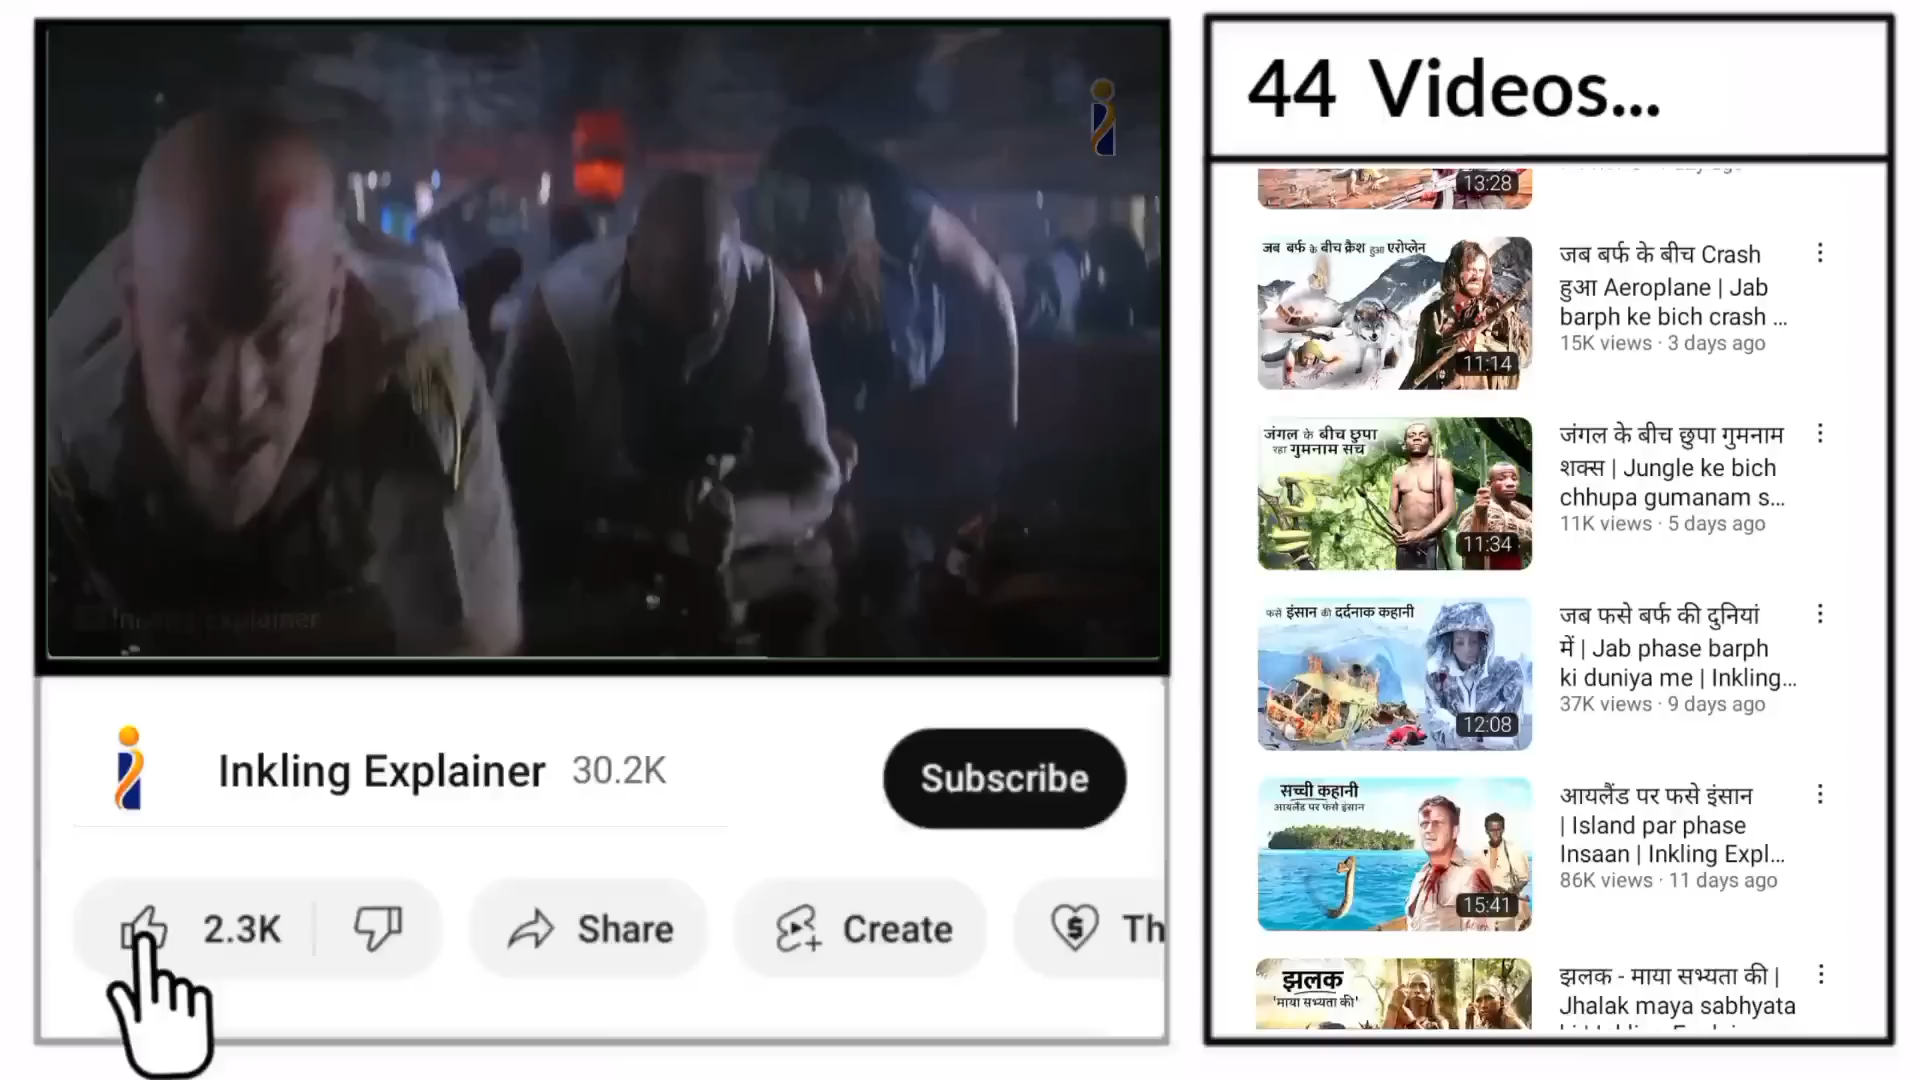 Inkling Explainer
Inkling Explainer 30.2K
Subscribe
2.3K
Share
Create
Th
44 Videos...
13:28
जब बर्फ के बीच क्रैश हुआ एरोप्लेन
11:14
जब बर्फ के बीच Crash
हुआ Aeroplane | Jab
barph ke bich crash ...
15K views · 3 days ago
जंगल के बीच छुपा
रहा गुमनाम सच
11:34
जंगल के बीच छुपा गुमनाम
शक्स | Jungle ke bich
chhupa gumanam s...
11K views · 5 days ago
फसे इंसान की दर्दनाक कहानी
12:08
जब फसे बर्फ की दुनियां
में | Jab phase barph
ki duniya me | Inkling...
37K views · 9 days ago
सच्ची कहानी
आयलैंड पर फसे इंसान
15:41
आयलैंड पर फसे इंसान
| Island par phase
Insaan | Inkling Expl...
86K views · 11 days ago
झलक
'माया सभ्यता की'
झलक - माया सभ्यता की |
Jhalak maya sabhyata